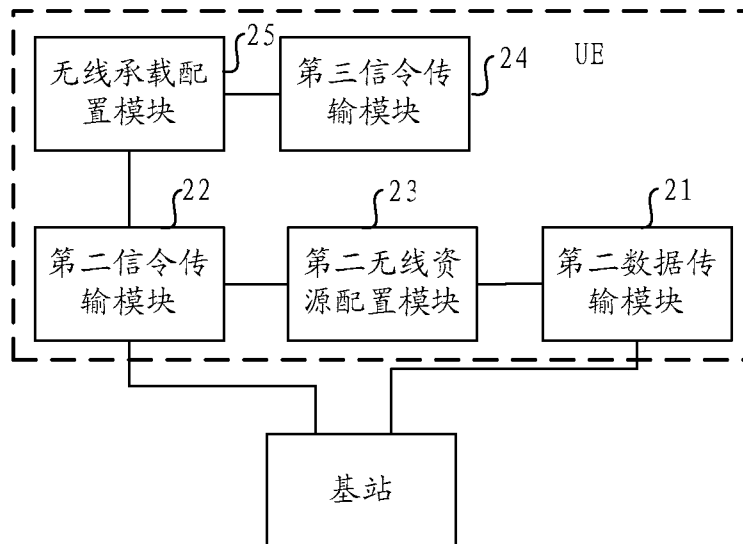 25
无线承载配
置模块
第三信令传
输模块
24
UE
22
第二信令传
输模块
23
第二无线资
源配置模块
21
第二数据传
输模块
基站